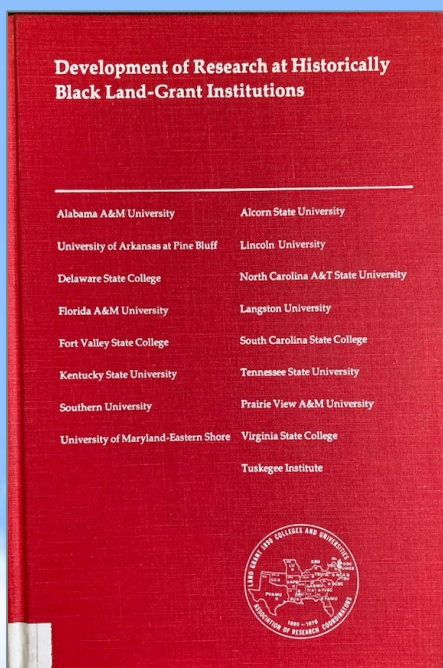 Development of Research at Historically
Black Land-Grant Institutions
Alabama A&M University
University of Arkansas at Pine Bluff
Delaware State College
Florida A&M University
Fort Valley State College
Kentucky State University
Southern University
University of Maryland-Eastern Shore
Alcorn State University
Lincoln University
North Carolina A&T State University
Langston University
South Carolina State College
Tennessee State University
Prairie View A&M University
Virginia State College
Tuskegee Institute
LAND GRANT 1890 COLLEGES AND UNIVERSITIES
ASSOCIATION OF RESEARCH COORDINATORS